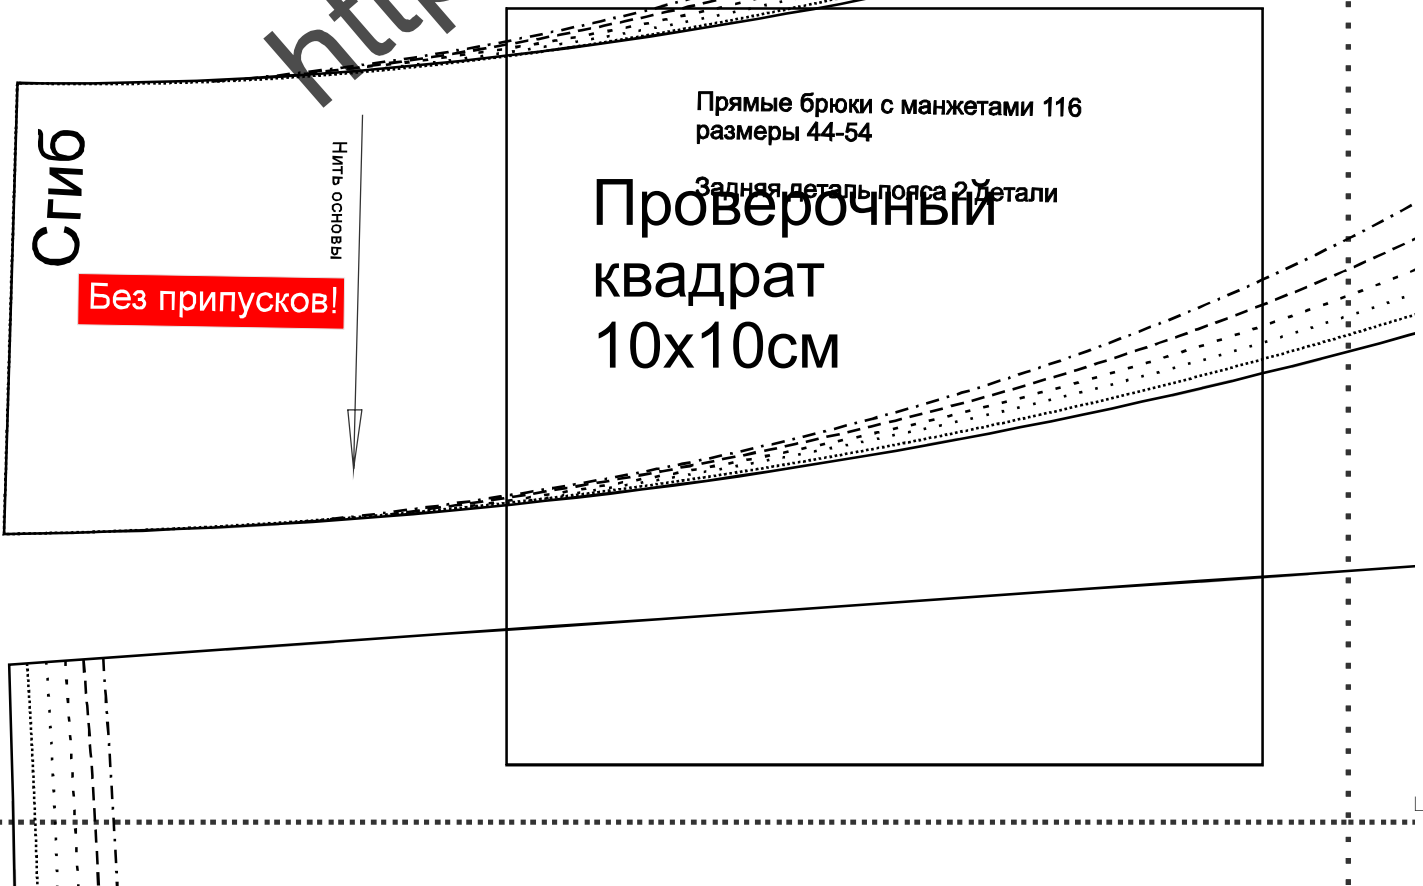 http
Прямые брюки с манжетами 116
размеры 44-54
Задняя деталь пояса 2 детали
Проверочный
квадрат
10х10см
Сгиб
Нить основы
Без припусков!